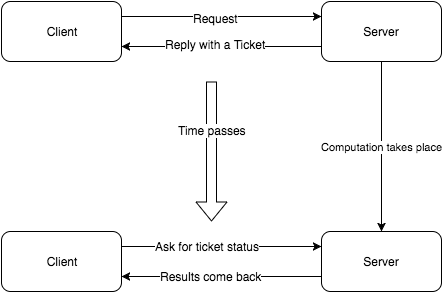 Client
Request
Server
Reply with a Ticket
Time passes
Computation takes place
Client
Ask for ticket status
Server
Results come back